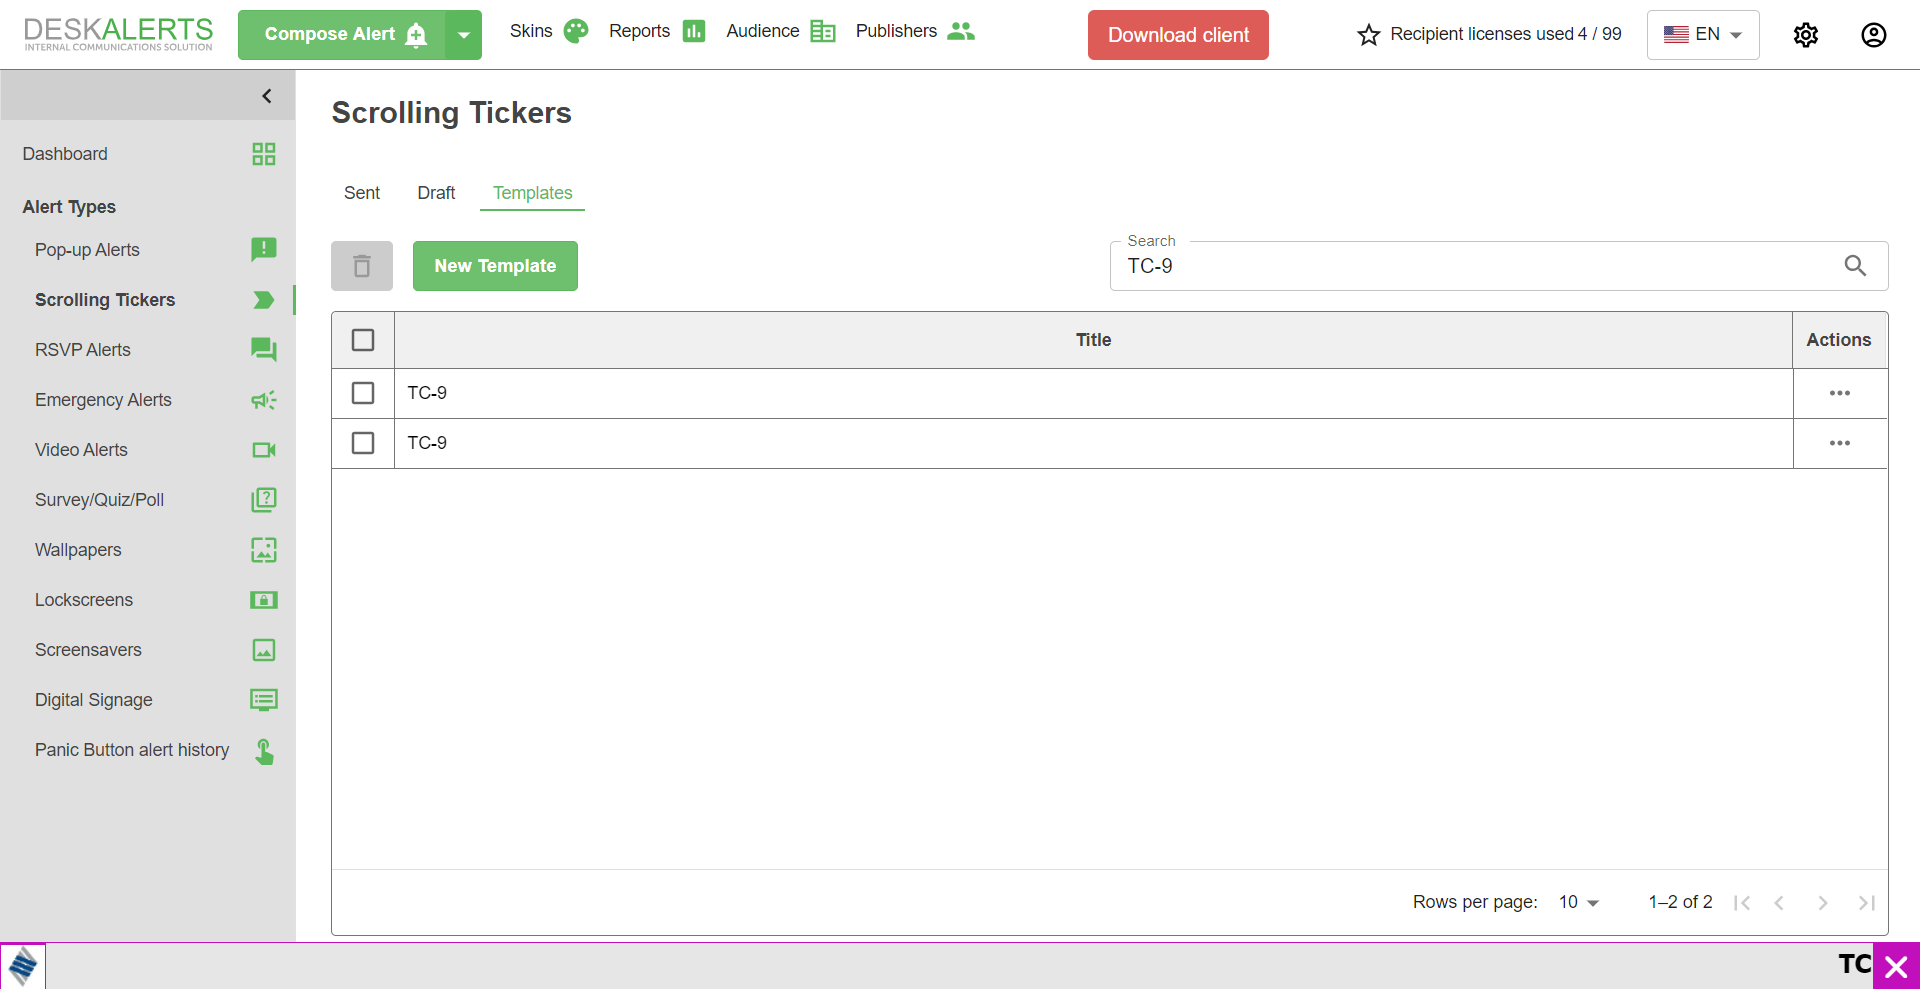 DESKALERTS
INTERNAL COMMUNICATIONS SOLUTION
Compose Alert
Skins
Reports
Audience
Publishers
Download client
Recipient licenses used 4 / 99
EN
Dashboard
Alert Types
Pop-up Alerts
Scrolling Tickers
RSVP Alerts
Emergency Alerts
Video Alerts
Survey/Quiz/Poll
Wallpapers
Lockscreens
Screensavers
Digital Signage
Panic Button alert history
Scrolling Tickers
Sent
Draft
Templates
New Template
Search
TC-9
Title
Actions
TC-9
TC-9
Rows per page:
10
1–2 of 2
TC